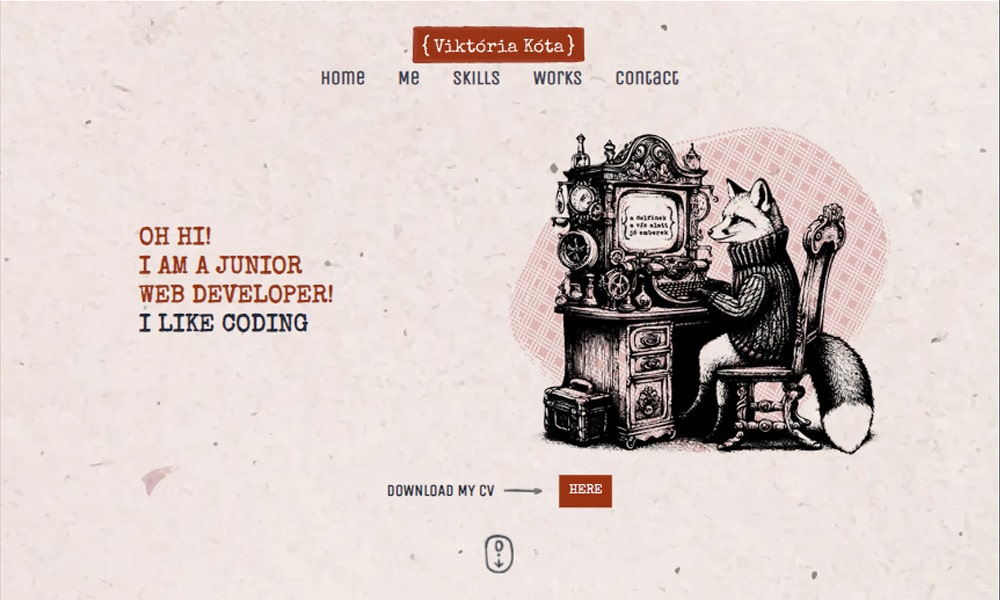 {Viktória Kóta}
Home Me SKILLS WORKS Contact
a delfinek
a víz alatt
jó emberek
OH HI!
I AM A JUNIOR
WEB DEVELOPER!
I LIKE CODING
DOWNLOAD MY CV HERE